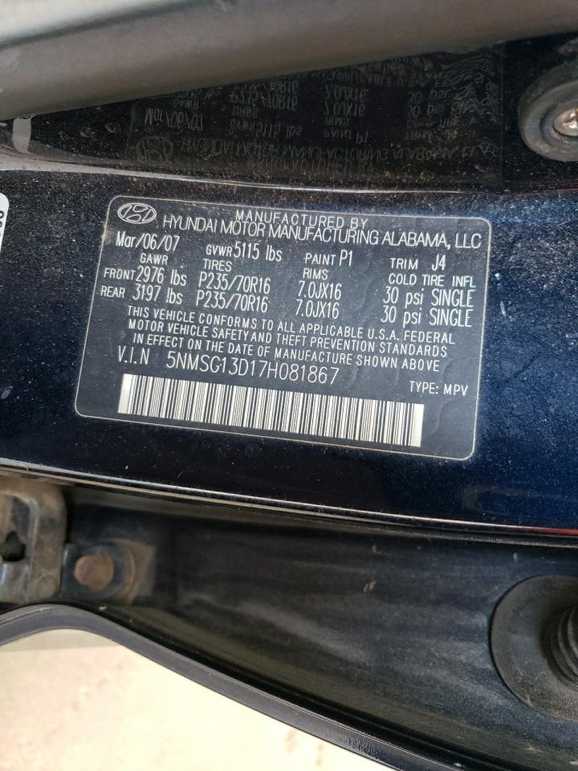 MANUFACTURED BY
HYUNDAI MOTOR MANUFACTURING ALABAMA, LLC
Mar/06/07 GVWR 5115 lbs PAINT P1 TRIM J4
GAWR TIRES RIMS COLD TIRE INFL
FRONT 2976 lbs P235/70R16 7.0JX16 30 psi SINGLE
REAR 3197 lbs P235/70R16 7.0JX16 30 psi SINGLE
THIS VEHICLE CONFORMS TO ALL APPLICABLE U.S.A. FEDERAL
MOTOR VEHICLE SAFETY AND THEFT PREVENTION STANDARDS
IN EFFECT ON THE DATE OF MANUFACTURE SHOWN ABOVE
V.I.N 5NMSG13D17H081867
TYPE: MPV